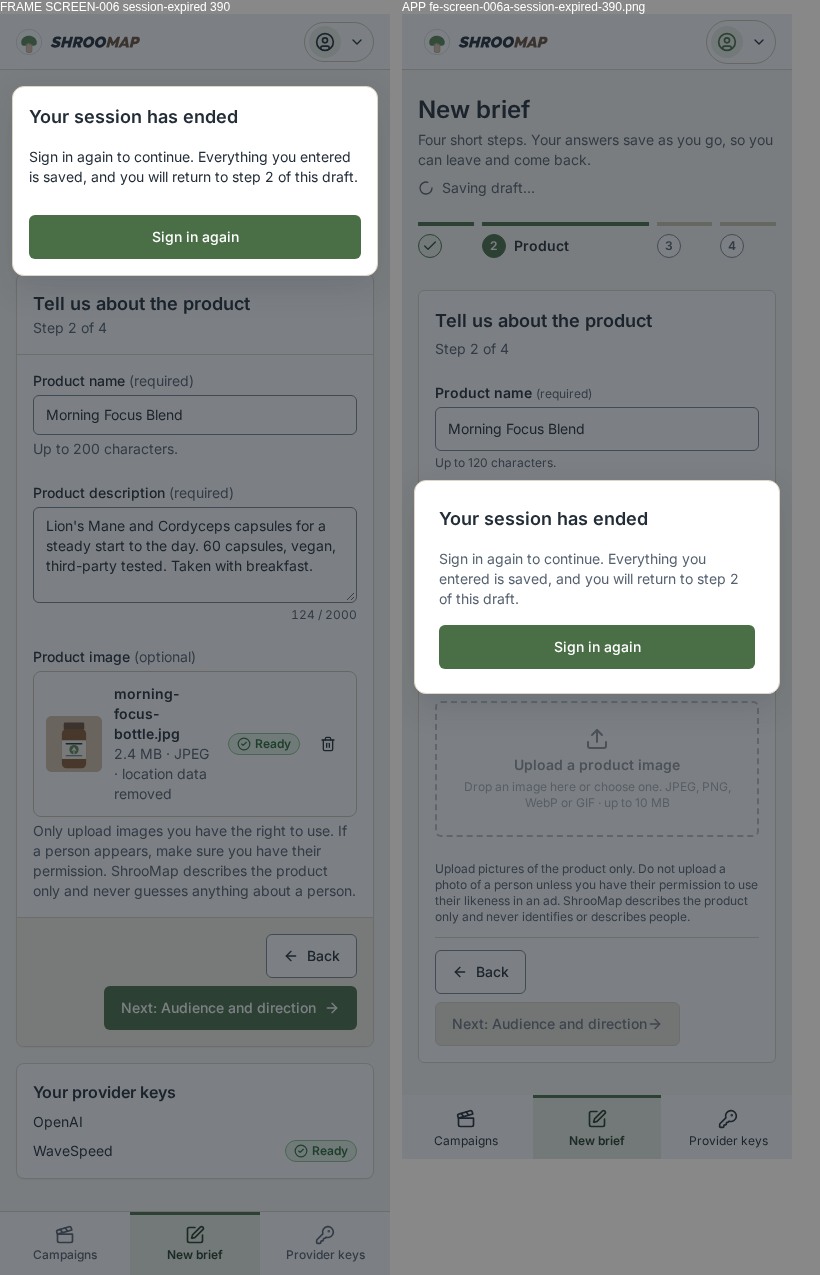 FRAME SCREEN-006 session-expired 390
SHROOMAP
Your session has ended
Sign in again to continue. Everything you entered
is saved, and you will return to step 2 of this draft.
Sign in again
Tell us about the product
Step 2 of 4
Product name (required)
Morning Focus Blend
Up to 200 characters.
Product description (required)
Lion's Mane and Cordyceps capsules for a
steady start to the day. 60 capsules, vegan,
third-party tested. Taken with breakfast.
124 / 2000
Product image (optional)
morning-
focus-
bottle.jpg
2.4 MB · JPEG
· location data
removed
Ready
Only upload images you have the right to use. If
a person appears, make sure you have their
permission. ShrooMap describes the product
only and never guesses anything about a person.
Back
Next: Audience and direction
Your provider keys
OpenAI
WaveSpeed
Ready
Campaigns
New brief
Provider keys
APP fe-screen-006a-session-expired-390.png
SHROOMAP
New brief
Four short steps. Your answers save as you go, so you
can leave and come back.
Saving draft...
2 Product
3
4
Tell us about the product
Step 2 of 4
Product name (required)
Morning Focus Blend
Up to 120 characters.
Your session has ended
Sign in again to continue. Everything you
entered is saved, and you will return to step 2
of this draft.
Sign in again
Upload a product image
Drop an image here or choose one. JPEG, PNG,
WebP or GIF · up to 10 MB
Upload pictures of the product only. Do not upload a
photo of a person unless you have their permission to use
their likeness in an ad. ShrooMap describes the product
only and never identifies or describes people.
Back
Next: Audience and direction
Campaigns
New brief
Provider keys